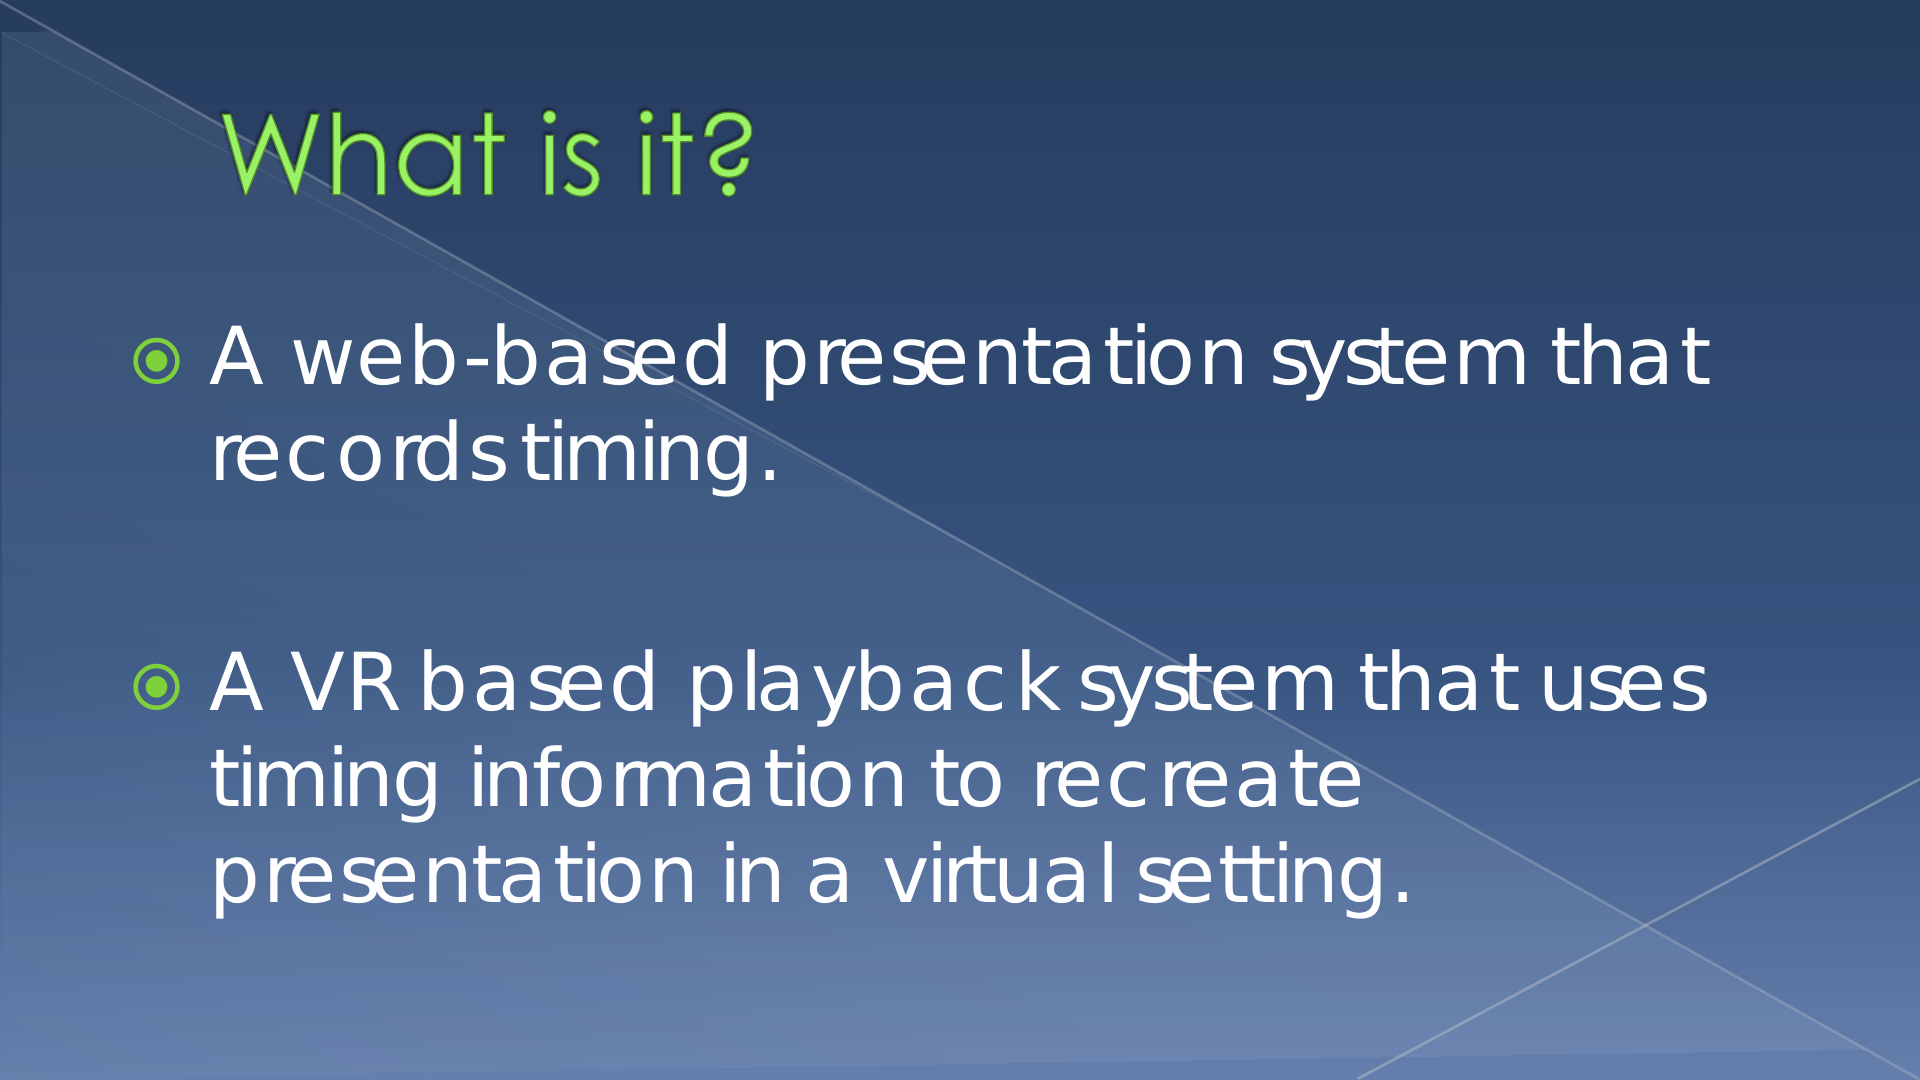 What is it?
A web-based presentation system that
records timing.
A VR based playback system that uses
timing information to recreate
presentation in a virtual setting.